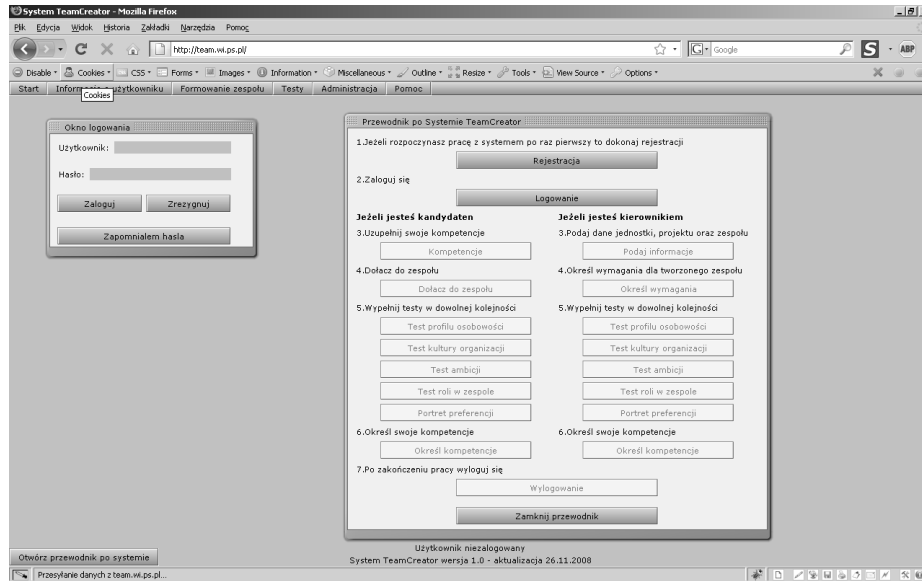 System TeamCreator - Mozilla Firefox
Plik Edycja Widok Historia Zakładki Narzędzia Pomoc
http://team.wi.ps.pl/ G Google S ABP
Disable Cookies CSS Forms Images Information Miscellaneous Outline Resize Tools View Source Options
Start użytkowniku Formowanie zespołu Testy Administracja Pomoc
Cookies
Okno logowania
Użytkownik:
Hasło:
Zaloguj Zrezygnuj
Zapomnialem hasla
Przewodnik po Systemie TeamCreator
1.Jeżeli rozpoczynasz pracę z systemem po raz pierwszy to dokonaj rejestracji
Rejestracja
2.Zaloguj się
Logowanie
Jeżeli jesteś kandydaten Jeżeli jesteś kierownikiem
3.Uzupełnij swoje kompetencje 3.Podaj dane jednostki, projektu oraz zespołu
Kompetencje Podaj informacje
4.Dołacz do zespołu 4.Określ wymagania dla tworzonego zespołu
Dołacz do zespołu Określ wymagania
5.Wypełnij testy w dowolnej kolejności 5.Wypełnij testy w dowolnej kolejności
Test profilu osobowości Test profilu osobowości
Test kultury organizacji Test kultury organizacji
Test ambicji Test ambicji
Test roli w zespole Test roli w zespole
Portret preferencji Portret preferencji
6.Określ swoje kompetencje 6.Określ swoje kompetencje
Określ kompetencje Określ kompetencje
7.Po zakończeniu pracy wyloguj się
Wylogowanie
Zamknij przewodnik
Użytkownik niezalogowany
System TeamCreator wersja 1.0 - aktualizacja 26.11.2008
Otwórz przewodnik po systemie
Przesyłanie danych z team.wi.ps.pl...